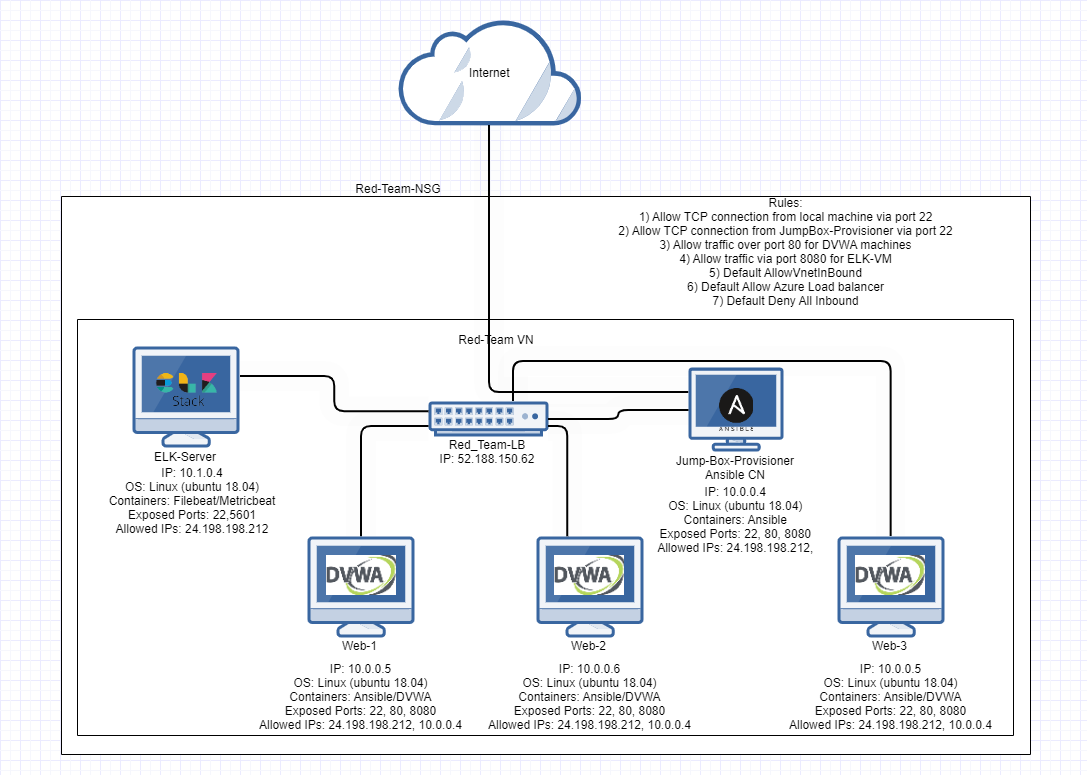 Internet
Red-Team-NSG
Rules:
1) Allow TCP connection from local machine via port 22
2) Allow TCP connection from JumpBox-Provisioner via port 22
3) Allow traffic over port 80 for DVWA machines
4) Allow traffic via port 8080 for ELK-VM
5) Default AllowVnetInBound
6) Default Allow Azure Load balancer
7) Default Deny All Inbound
Red-Team VN
Stack
ELK-Server
IP: 10.1.0.4
OS: Linux (ubuntu 18.04)
Containers: Filebeat/Metricbeat
Exposed Ports: 22,5601
Allowed IPs: 24.198.198.212
Red_Team-LB
IP: 52.188.150.62
A
ANSIBLE
Jump-Box-Provisioner
Ansible CN
IP: 10.0.0.4
OS: Linux (ubuntu 18.04)
Containers: Ansible
Exposed Ports: 22, 80, 8080
Allowed IPs: 24.198.198.212,
DVWA
Web-1
IP: 10.0.0.5
OS: Linux (ubuntu 18.04)
Containers: Ansible/DVWA
Exposed Ports: 22, 80, 8080
Allowed IPs: 24.198.198.212, 10.0.0.4
DVWA
Web-2
IP: 10.0.0.6
OS: Linux (ubuntu 18.04)
Containers: Ansible/DVWA
Exposed Ports: 22, 80, 8080
Allowed IPs: 24.198.198.212, 10.0.0.4
DVWA
Web-3
IP: 10.0.0.5
OS: Linux (ubuntu 18.04)
Containers: Ansible/DVWA
Exposed Ports: 22, 80, 8080
Allowed IPs: 24.198.198.212, 10.0.0.4